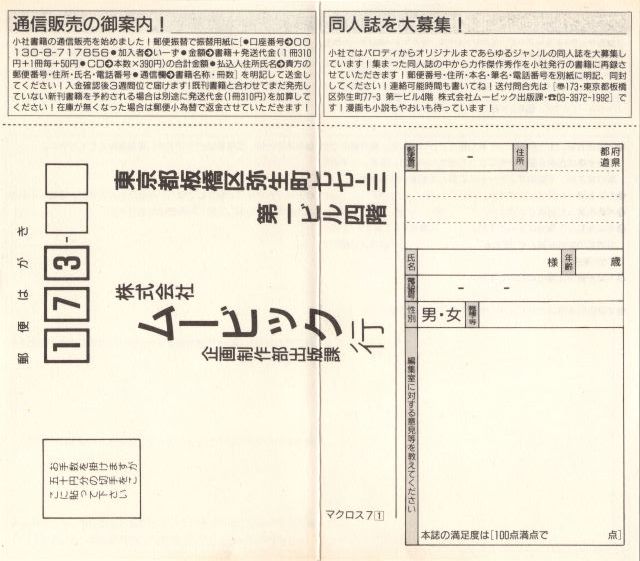 通信販売の御案内！
小社書籍の通信販売を始めました！郵便振替で振替用紙に[●口座番号➔00
130-8-717856●加入者➔いーず●金額➔書籍＋発送代金(1冊310
円＋1冊毎＋50円●CD➔本数×390円)の合計金額●払込人住所氏名➔貴方の
郵便番号・住所・氏名・電話番号●通信欄➔書籍名称・冊数]を明記して送金し
てください！入金確認後3週間位で届けます！既刊書籍と合わせてまだ発売し
ていない新刊書籍を予約される場合は別途に発送代金(1冊310円)を加算して
ください！在庫が無くなった場合は郵便小為替で返金させていただきます！
同人誌を大募集！
小社ではパロディからオリジナルまであらゆるジャンルの同人誌を大募集し
ています！集まった同人誌の中から力作傑作秀作を小社発行の書籍に再録さ
せていただきます！郵便番号・住所・本名・筆名・電話番号を別紙に明記、同封
してください！連絡可能時間も書いてね！送付問合先は[〠173・東京都板橋
区弥生町77-3 第一ビル4階 株式会社ムービック出版課・☎03-3972-1992]で
す！漫画も小説もやおいも待っています！
郵便はがき
173-
東京都板橋区弥生町七七-三
第一ビル四階
株式会社
ムービック行
企画制作部出版課
お手数を掛けますが
五十円分の切手をこ
こに貼って下さい
マクロス7①
郵便番号
-
住所
都府
道県
氏名
様
年齢
歳
電話番号
- -
性別
男・女
職種等
編集室に対する意見等を教えてください
本誌の満足度は[100点満点で 点]